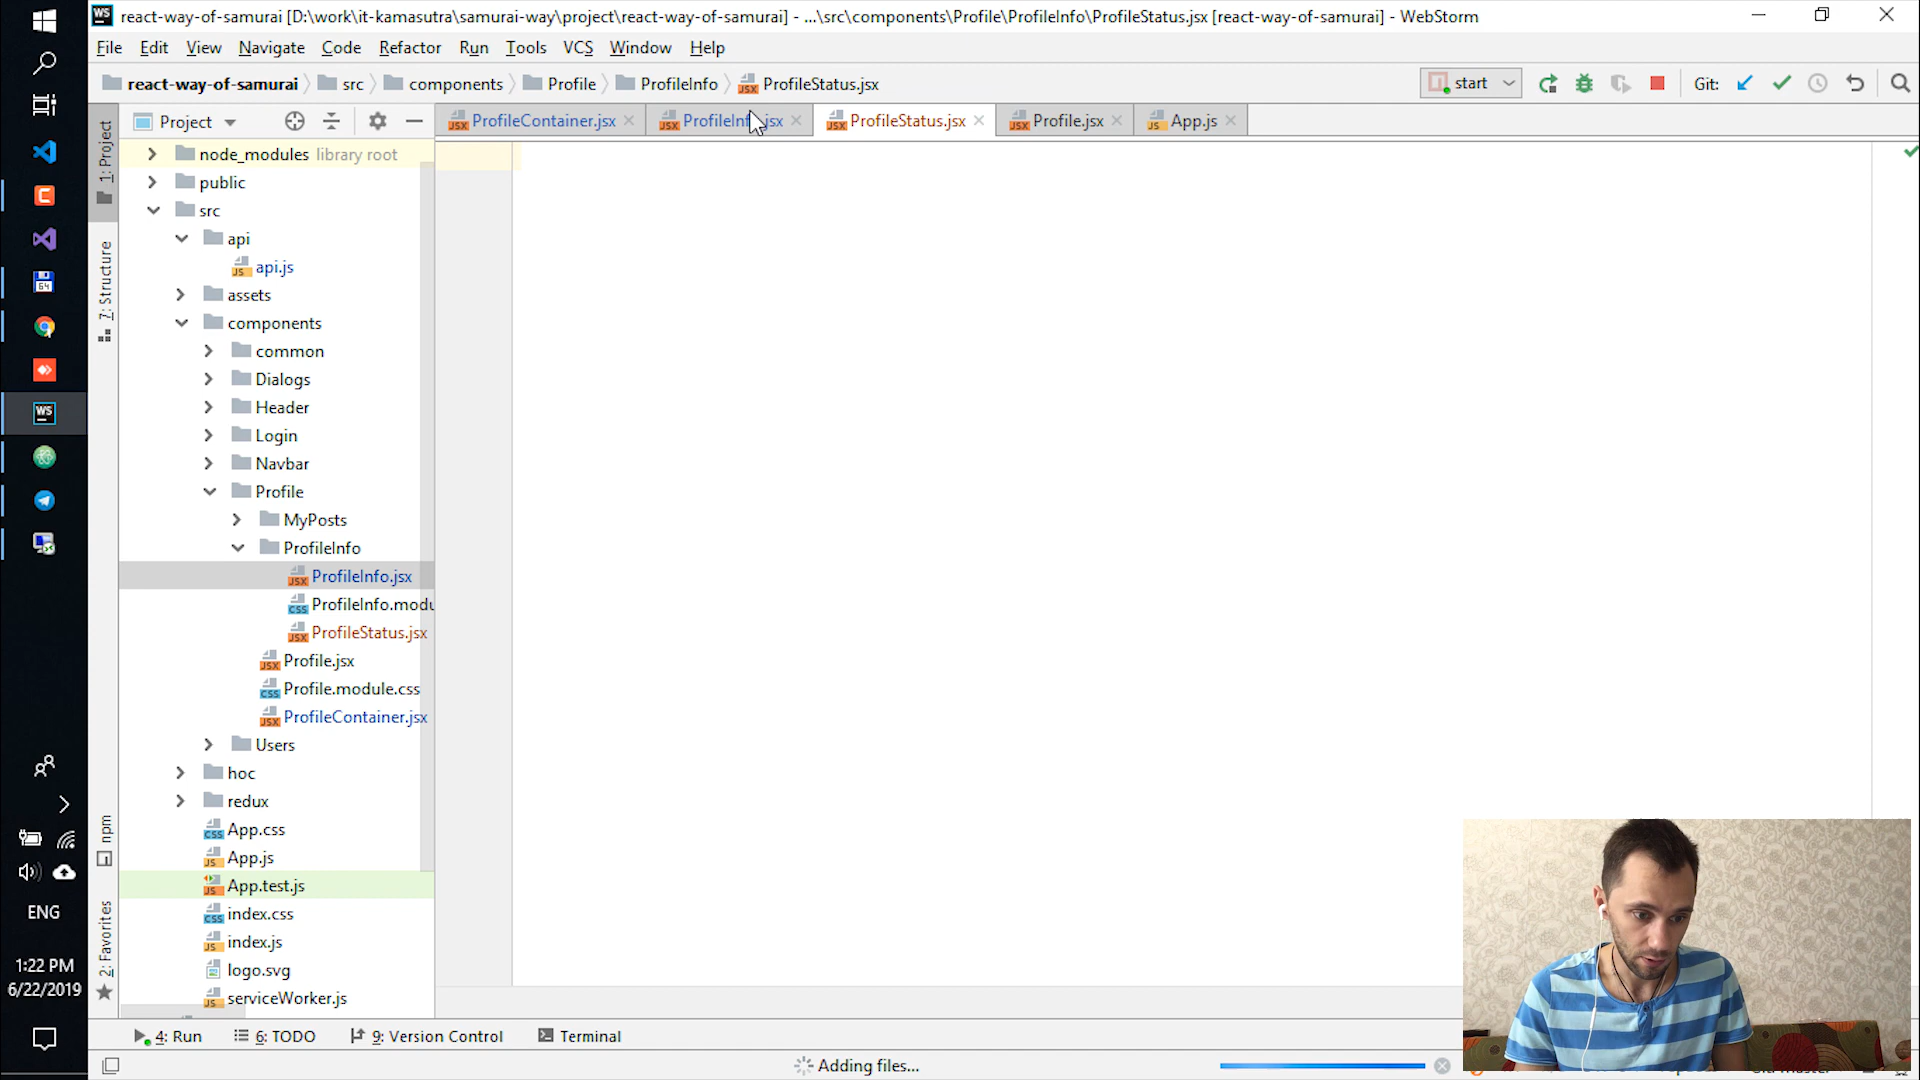 react-way-of-samurai [D:\work\it-kamasutra\samurai-way\project\react-way-of-samurai] - ...\src\components\Profile\ProfileInfo\ProfileStatus.jsx [react-way-of-samurai] - WebStorm
File Edit View Navigate Code Refactor Run Tools VCS Window Help
react-way-of-samurai src components Profile ProfileInfo ProfileStatus.jsx start Git:
Project ProfileContainer.jsx ProfileInfo.jsx ProfileStatus.jsx Profile.jsx App.js
1: Project
7: Structure
npm
2: Favorites
node_modules library root
public
src
api
api.js
assets
components
common
Dialogs
Header
Login
Navbar
Profile
MyPosts
ProfileInfo
ProfileInfo.jsx
ProfileInfo.modu
ProfileStatus.jsx
Profile.jsx
Profile.module.css
ProfileContainer.jsx
Users
hoc
redux
App.css
App.js
App.test.js
index.css
index.js
logo.svg
serviceWorker.js
ENG
1:22 PM
6/22/2019
4: Run 6: TODO 9: Version Control Terminal
Adding files...